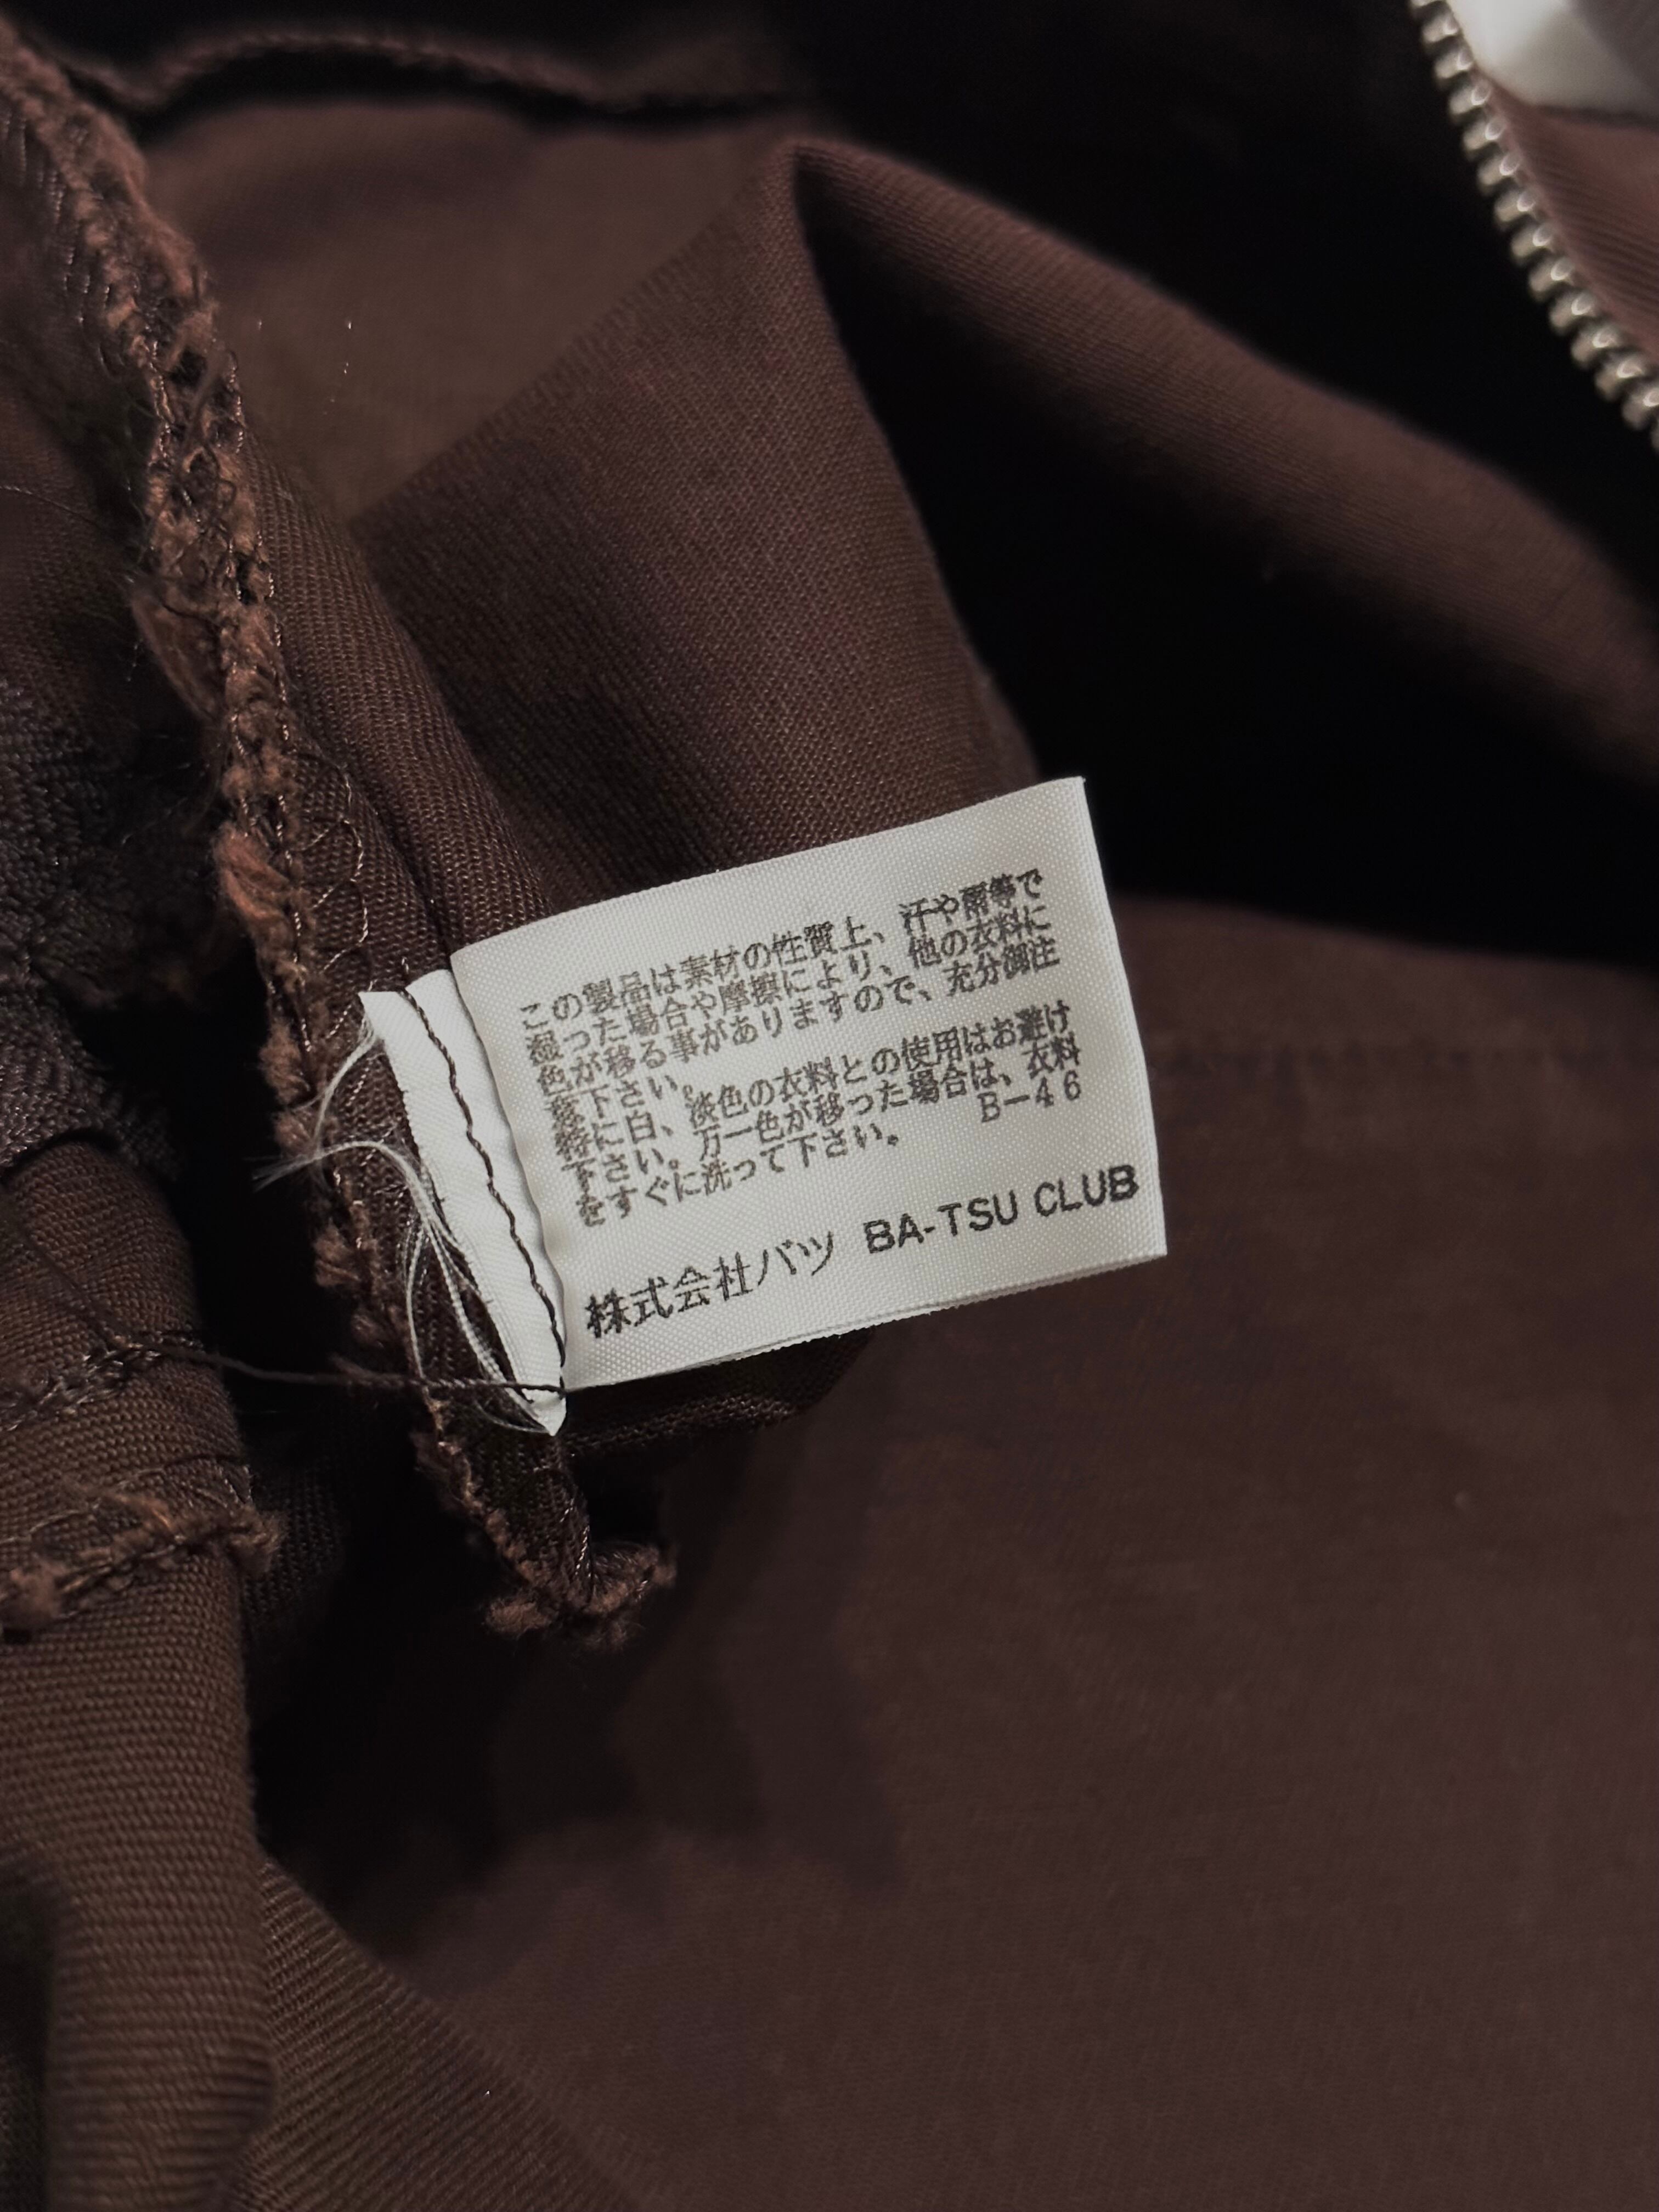 この製品は素材の性質上、汗や雨等で
湿った場合や摩擦により、他の衣料に
色が移る事がありますので、充分御注
意下さい。
特に白、淡色の衣料との使用はお避け
下さい。万一色が移った場合は、衣料
をすぐに洗って下さい。 B-46
株式会社バツ BA-TSU CLUB